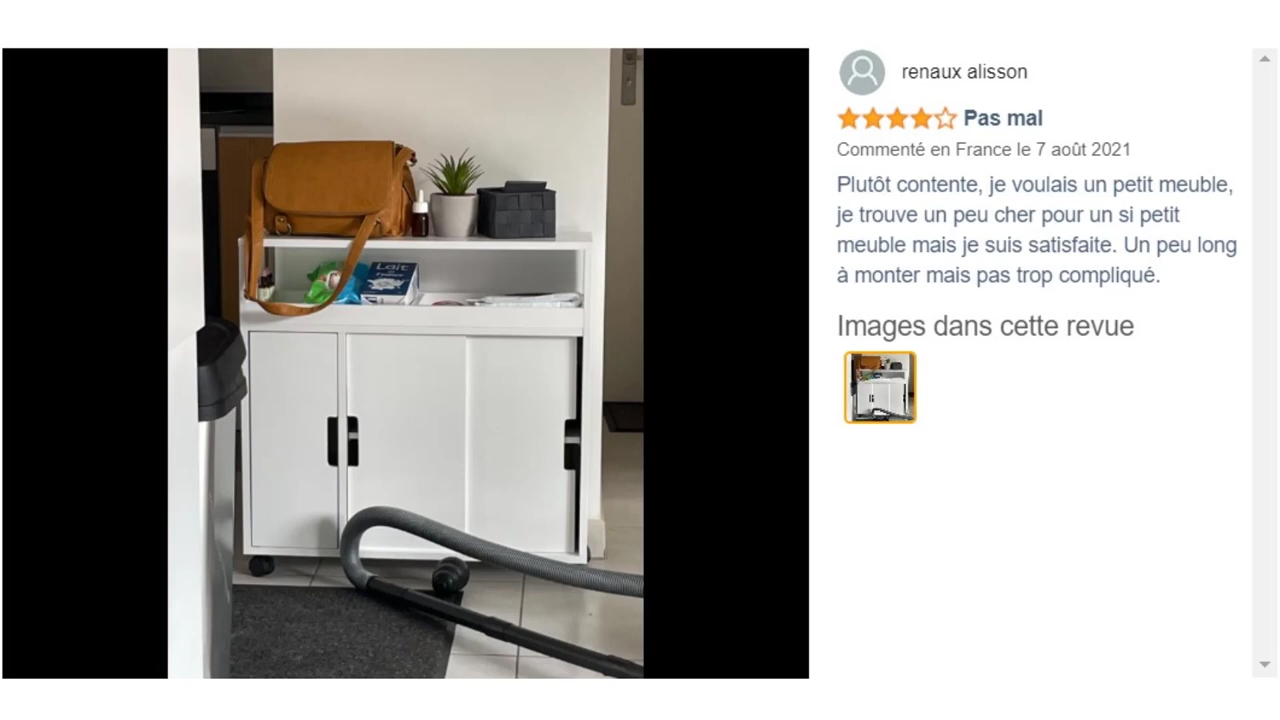 renaux alisson
Pas mal
Commenté en France le 7 août 2021
Plutôt contente, je voulais un petit meuble,
je trouve un peu cher pour un si petit
meuble mais je suis satisfaite. Un peu long
à monter mais pas trop compliqué.
Images dans cette revue
Lait